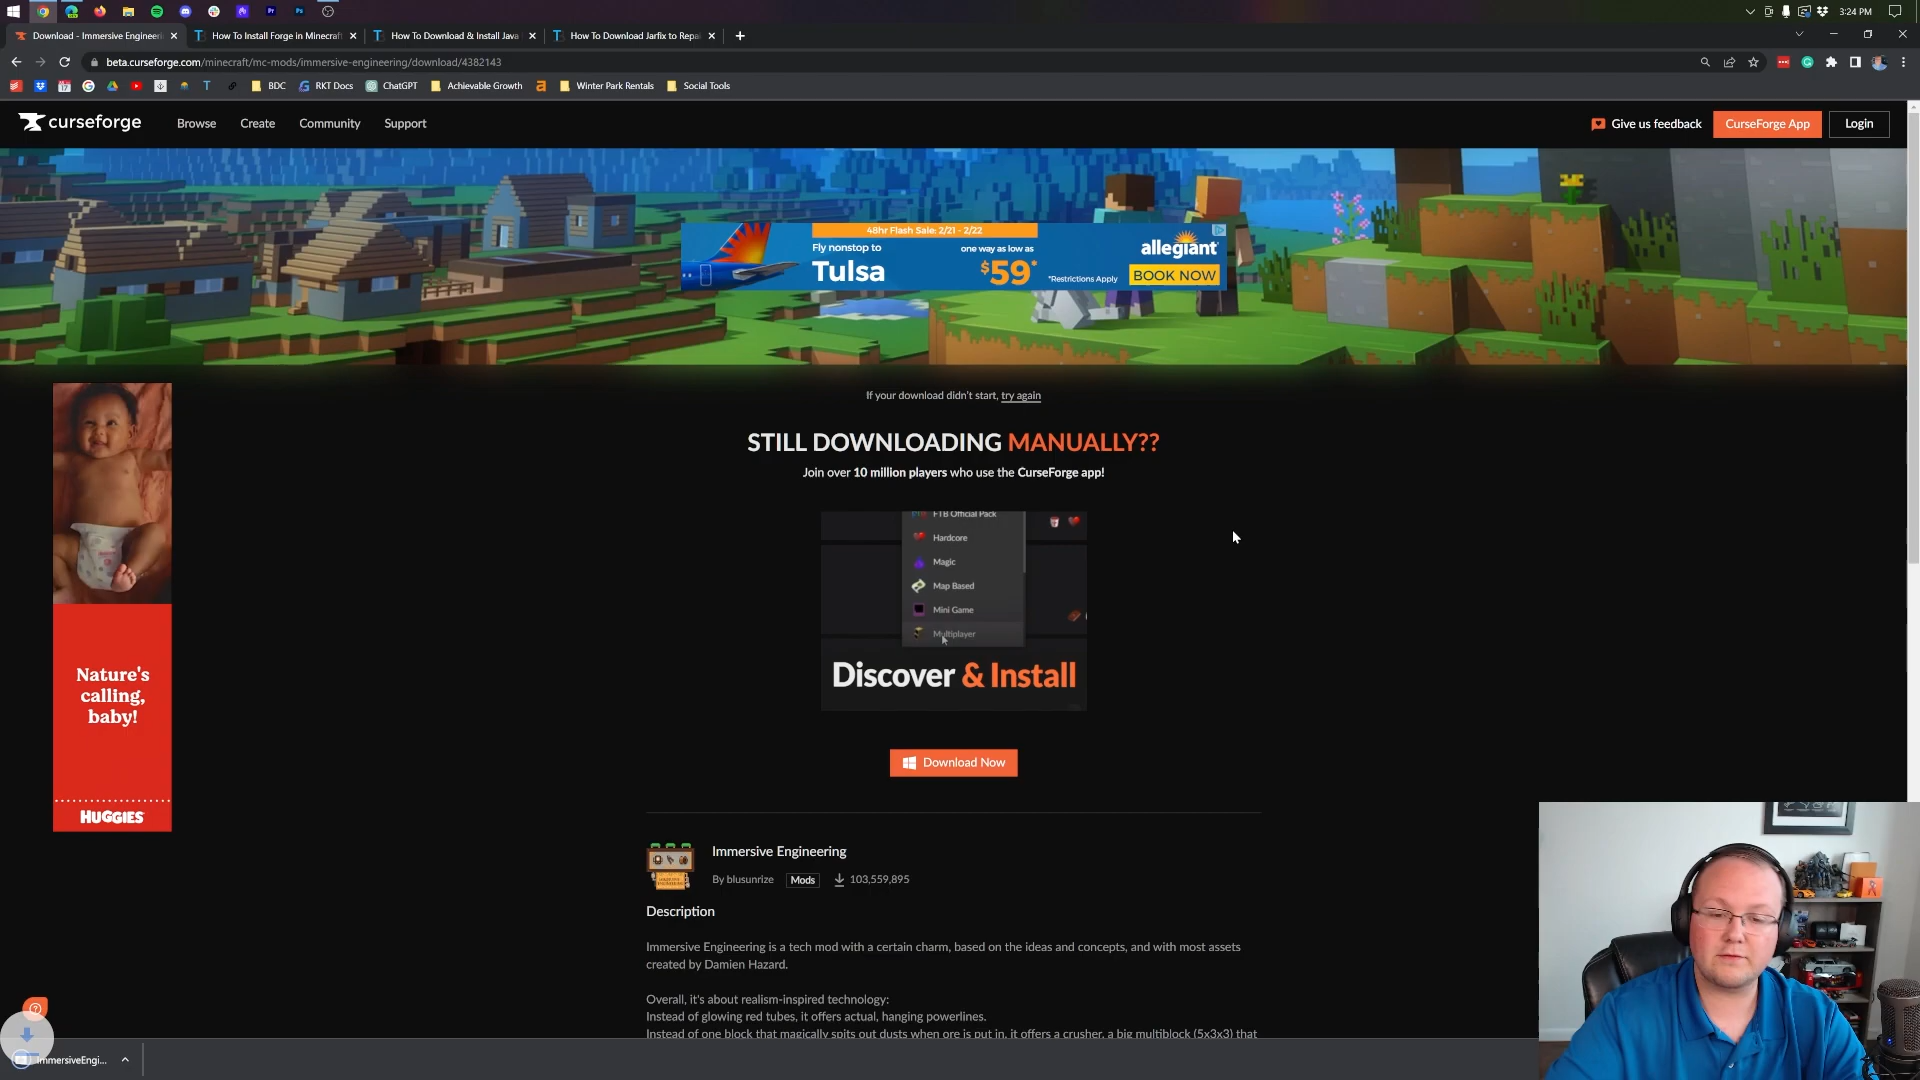 3:24 PM
Download - Immersive Engineeri
How To Install Forge in Minecraft
How To Download & Install Java
How To Download Jarfix to Repai
beta.curseforge.com/minecraft/mc-mods/immersive-engineering/download/4382143
BDC
RKT Docs
ChatGPT
Achievable Growth
Winter Park Rentals
Social Tools
curseforge
Browse
Create
Community
Support
Give us feedback
CurseForge App
Login
48hr Flash Sale: 2/21 - 2/22
Fly nonstop to
Tulsa
one way as low as
$59*
*Restrictions Apply
allegiant
BOOK NOW
If your download didn't start, try again
STILL DOWNLOADING MANUALLY??
Join over 10 million players who use the CurseForge app!
FTB Official Pack
Hardcore
Magic
Map Based
Mini Game
Multiplayer
Discover & Install
Download Now
Nature's
calling,
baby!
HUGGIES
Immersive Engineering
By blusunrize
Mods
103,559,895
Description
Immersive Engineering is a tech mod with a certain charm, based on the ideas and concepts, and with most assets
created by Damien Hazard.
Overall, it's about realism-inspired technology:
Instead of glowing red tubes, it offers actual, hanging powerlines.
Instead of one block that magically spits out dusts when ore is put in, it offers a crusher, a big multiblock (5x3x3) that
ImmersiveEngi...